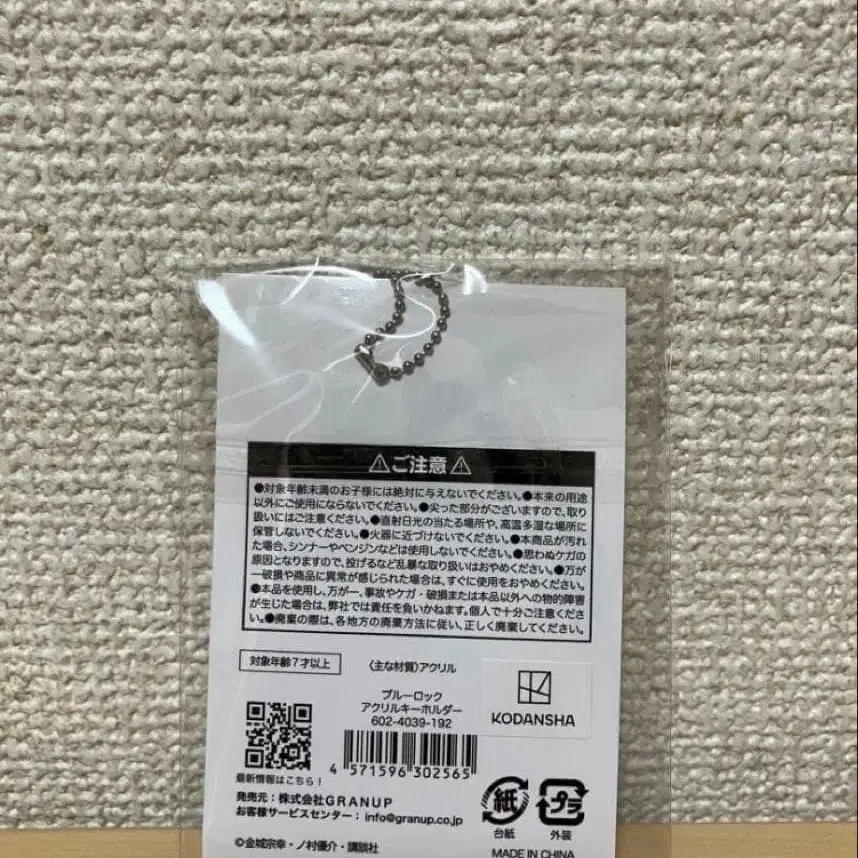 ⚠ご注意⚠
●対象年齢未満のお子様には絶対に与えないでください。●本来の用途
以外にご使用にならないでください。●尖った部分がございますので、取り
扱いにはご注意ください。●直射日光の当たる場所や、高温多湿な場所に
保管しないでください。●火器に近づけないでください。●本商品が汚れ
た場合、シンナーやベンジンなどは使用しないでください。●思わぬケガの
原因となりますので、投げるなど乱暴な取り扱いはおやめください。●万が
一破損や商品に異常が感じられた場合は、すぐに使用をおやめください。
●本品を使用し、万が一、事故やケガ・破損または本品以外への物的障害
が生じた場合は、弊社では責任を負いかねます。個人で十分ご注意ください。
●廃棄の際は、各地方の廃棄方法に従い、正しく廃棄してください。
対象年齢7才以上
〈主な材質〉アクリル
ブルーロック
アクリルキーホルダー
602-4039-192
KODANSHA
4 571596 302565
最新情報はこちら!
発売元:株式会社GRANUP
お客様サービスセンター: info@granup.co.jp
紙
台紙
プラ
外装
©金城宗幸・ノ村優介・講談社
MADE IN CHINA